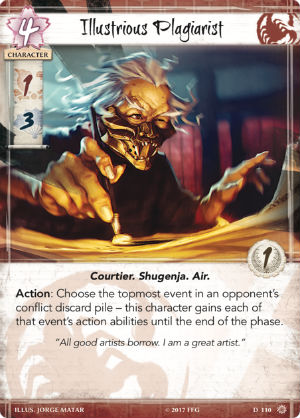 Illustrious Plagiarist
4
CHARACTER
1
3
1
Courtier. Shugenja. Air.
Action: Choose the topmost event in an opponent's
conflict discard pile – this character gains each of
that event's action abilities until the end of the phase.
"All good artists borrow. I am a great artist."
ILLUS. JORGE MATAR © 2017 FFG D 110